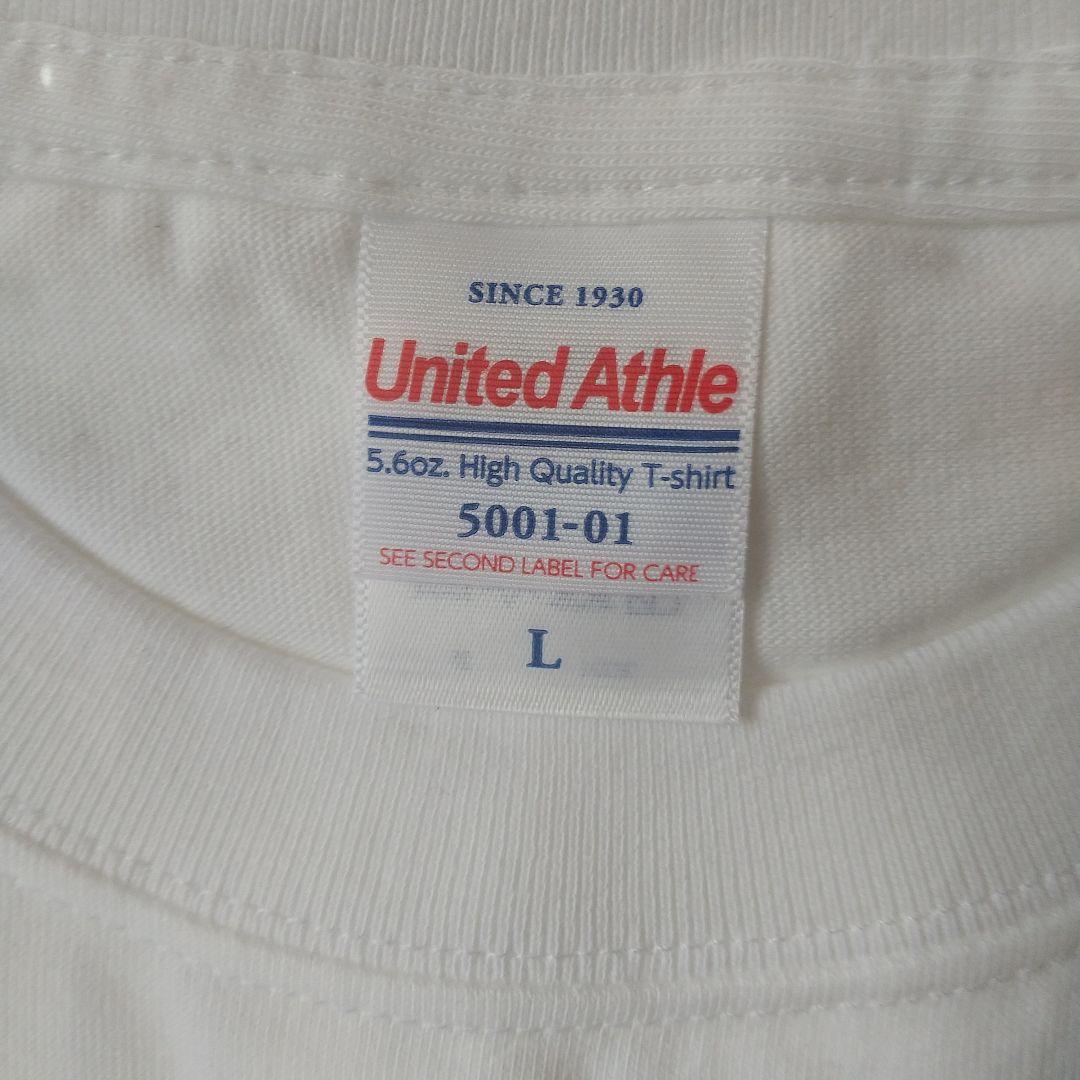 SINCE 1930
United Athle
5.6oz. High Quality T-shirt
5001-01
SEE SECOND LABEL FOR CARE
L